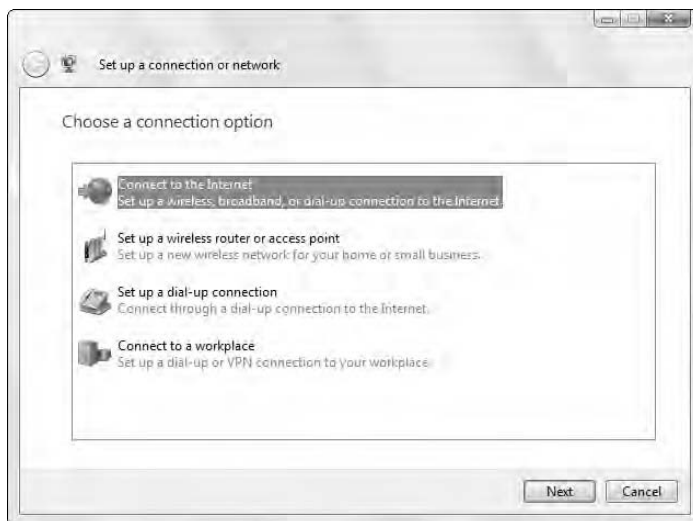 Set up a connection or network
Choose a connection option
Connect to the Internet
Set up a wireless, broadband, or dial-up connection to the Internet.
Set up a wireless router or access point
Set up a new wireless network for your home or small business.
Set up a dial-up connection
Connect through a dial-up connection to the Internet.
Connect to a workplace
Set up a dial-up or VPN connection to your workplace.
Next
Cancel